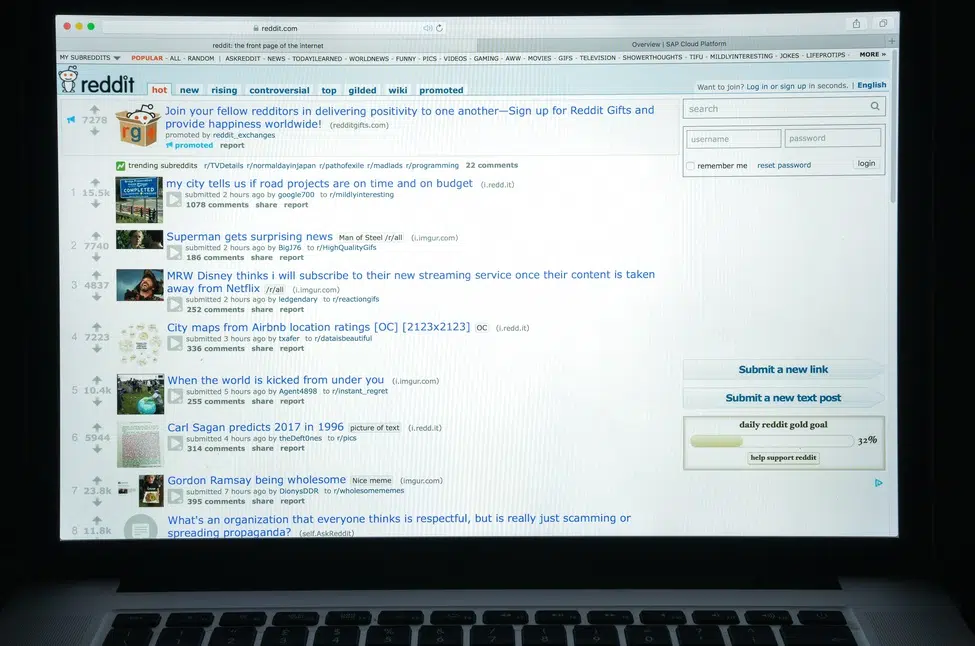 reddit.com
reddit: the front page of the internet
Overview | SAP Cloud Platform
MY SUBREDDITS POPULAR - ALL - RANDOM | ASKREDDIT - NEWS - TODAYILEARNED - WORLDNEWS - FUNNY - PICS - VIDEOS - GAMING - AWW - MOVIES - GIFS - TELEVISION - SHOWERTHOUGHTS - TIFU - MILDLYINTERESTING - JOKES - LIFEPROTIPS - MORE »
reddit hot new rising controversial top gilded wiki promoted
Want to join? Log in or sign up in seconds. | English
search
username password
remember me reset password login
7278
rg
Join your fellow redditors in delivering positivity to one another—Sign up for Reddit Gifts and
provide happiness worldwide! (redditgifts.com)
promoted by reddit_exchanges
promoted report
trending subreddits r/TVDetails r/normaldayinjapan r/pathofexile r/madlads r/programming 22 comments
1 15.5k
COMPLETED
my city tells us if road projects are on time and on budget (i.redd.it)
submitted 2 hours ago by google700 to r/mildlyinteresting
1078 comments share report
2 7740
Superman gets surprising news Man of Steel /r/all (i.imgur.com)
submitted 2 hours ago by BigJ76 to r/HighQualityGifs
186 comments share report
3 4837
MRW Disney thinks i will subscribe to their new streaming service once their content is taken
away from Netflix /r/all (i.imgur.com)
submitted 2 hours ago by ledgendary to r/reactiongifs
252 comments share report
4 7223
City maps from Airbnb location ratings [OC] [2123x2123] OC (i.redd.it)
submitted 3 hours ago by txafer to r/dataisbeautiful
336 comments share report
5 10.4k
When the world is kicked from under you (i.imgur.com)
submitted 5 hours ago by Agent4898 to r/instant_regret
255 comments share report
6 5944
Carl Sagan predicts 2017 in 1996 picture of text (i.redd.it)
submitted 4 hours ago by theDeft0nes to r/pics
314 comments share report
7 23.8k
Gordon Ramsay being wholesome Nice meme (imgur.com)
submitted 7 hours ago by DionysDDR to r/wholesomememes
395 comments share report
8 11.8k
What's an organization that everyone thinks is respectful, but is really just scamming or
spreading propaganda? (self.AskReddit)
Submit a new link
Submit a new text post
daily reddit gold goal
32%
help support reddit